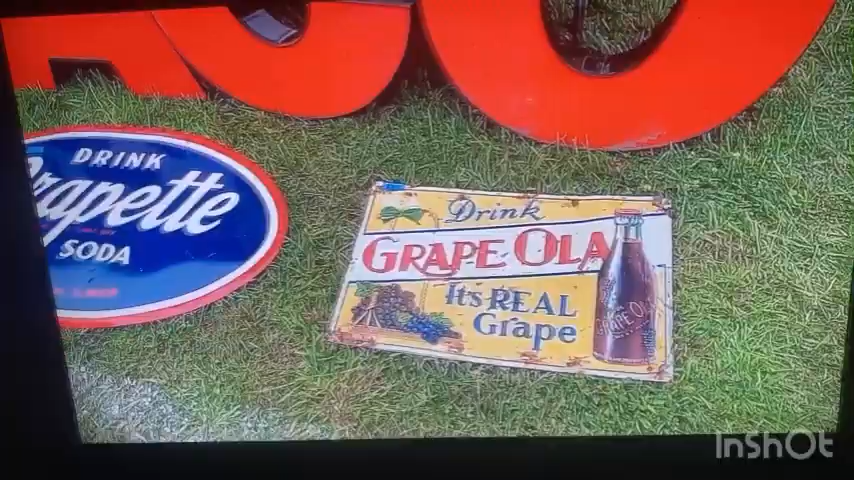 DRINK
Grapette
SODA
Drink
GRAPE OLA
It's REAL
Grape
GRAPE OLA
InShOt